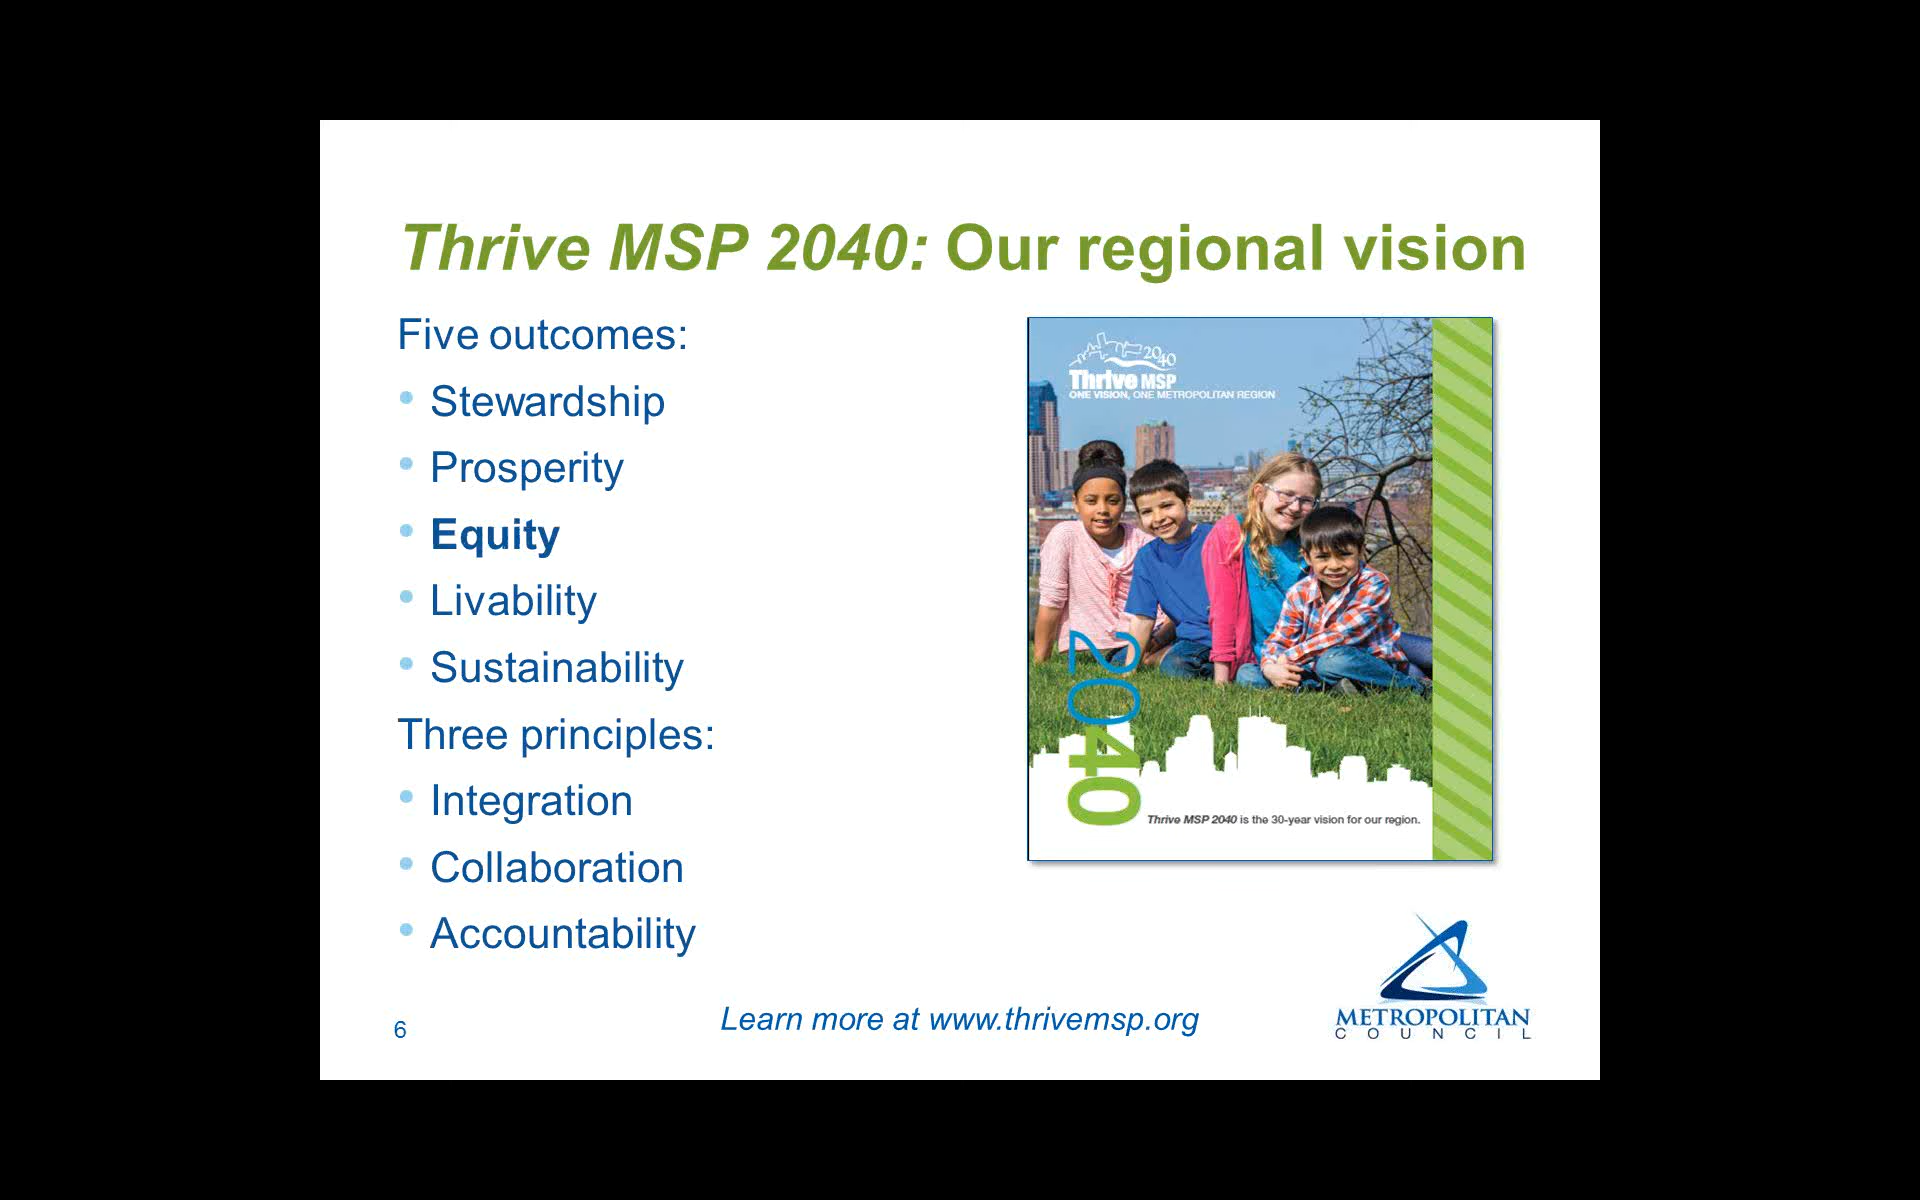 Thrive MSP 2040: Our regional vision
Five outcomes:
• Stewardship
• Prosperity
• Equity
• Livability
• Sustainability
Three principles:
• Integration
• Collaboration
• Accountability
2040
Thrive MSP
ONE VISION, ONE METROPOLITAN REGION
2040
Thrive MSP 2040 is the 30-year vision for our region.
6
Learn more at www.thrivemsp.org
METROPOLITAN
COUNCIL